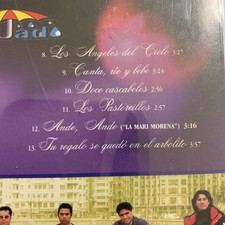 Jade
8. Los Angeles del Cielo 3:27
9. Canta, ríe y bebe 3:24
10. Doce cascabeles 2:56
11. Los Pastorcillos 2:57
12. Ande, Ande ("LA MARI MORENA") 3:16
13. Tu regalo se quedó en el arbolito 3:57